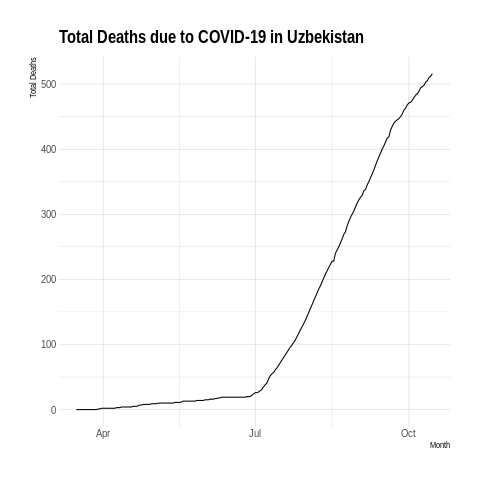 Total Deaths due to COVID-19 in Uzbekistan
Total Deaths
500
400
300
200
100
0
Apr
Jul
Oct
Month